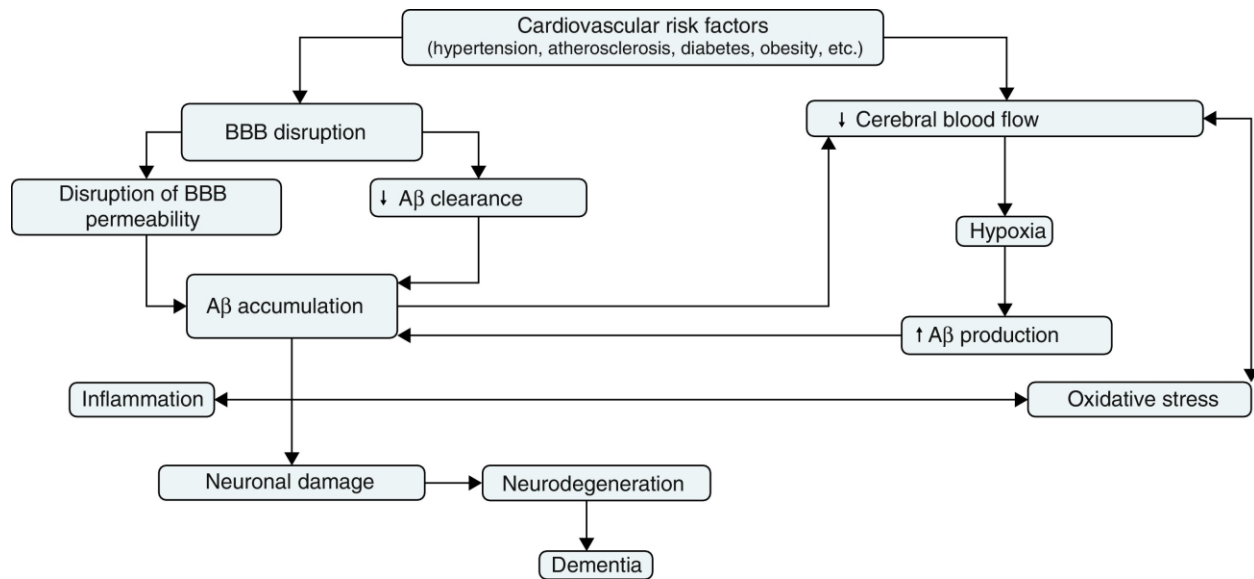 Cardiovascular risk factors
(hypertension, atherosclerosis, diabetes, obesity, etc.)
BBB disruption
↓ Cerebral blood flow
Disruption of BBB
permeability
↓ Aβ clearance
Hypoxia
Aβ accumulation
↑ Aβ production
Inflammation
Oxidative stress
Neuronal damage
Neurodegeneration
Dementia